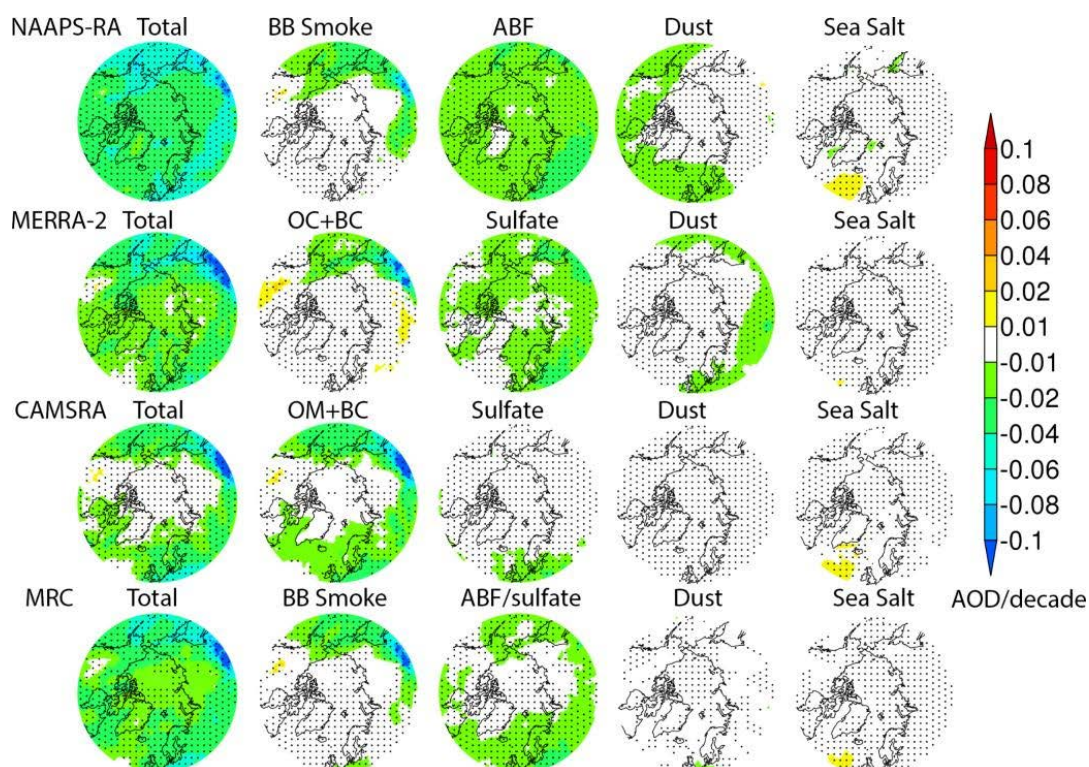 NAAPS-RA Total BB Smoke ABF Dust Sea Salt
MERRA-2 Total OC+BC Sulfate Dust Sea Salt
CAMSRA Total OM+BC Sulfate Dust Sea Salt
MRC Total BB Smoke ABF/sulfate Dust Sea Salt
0.1
0.08
0.06
0.04
0.02
0.01
-0.01
-0.02
-0.04
-0.06
-0.08
-0.1
AOD/decade